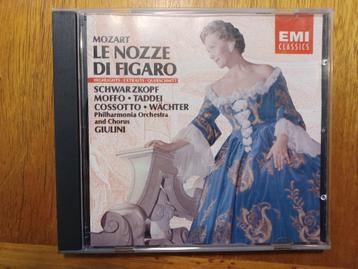 MOZART
LE NOZZE
DI FIGARO
HIGHLIGHTS · EXTRAITS · QUERSCHNITT
SCHWARZKOPF
MOFFO · TADDEI
COSSOTTO · WÄCHTER
Philharmonia Orchestra
and Chorus
GIULINI
EMI
CLASSICS